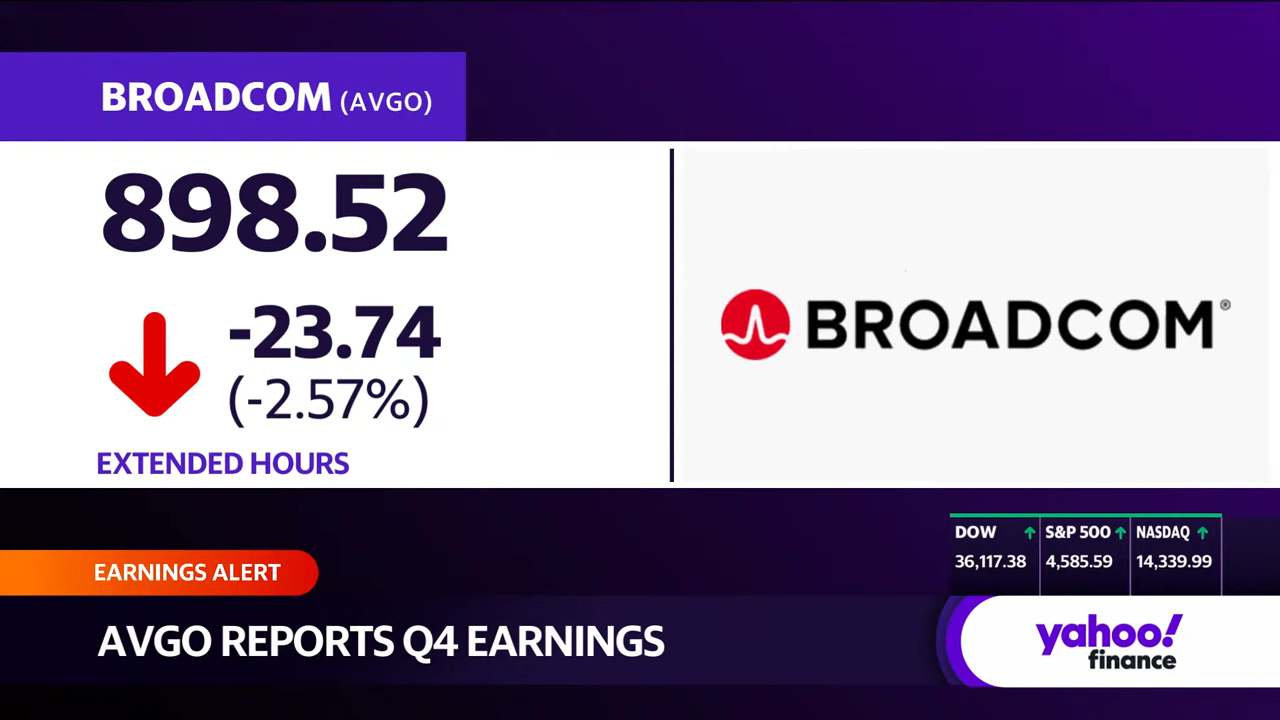 BROADCOM (AVGO)
898.52
-23.74
(-2.57%)
EXTENDED HOURS
BROADCOM®
DOW
36,117.38
S&P 500
4,585.59
NASDAQ
14,339.99
EARNINGS ALERT
AVGO REPORTS Q4 EARNINGS
yahoo!
finance